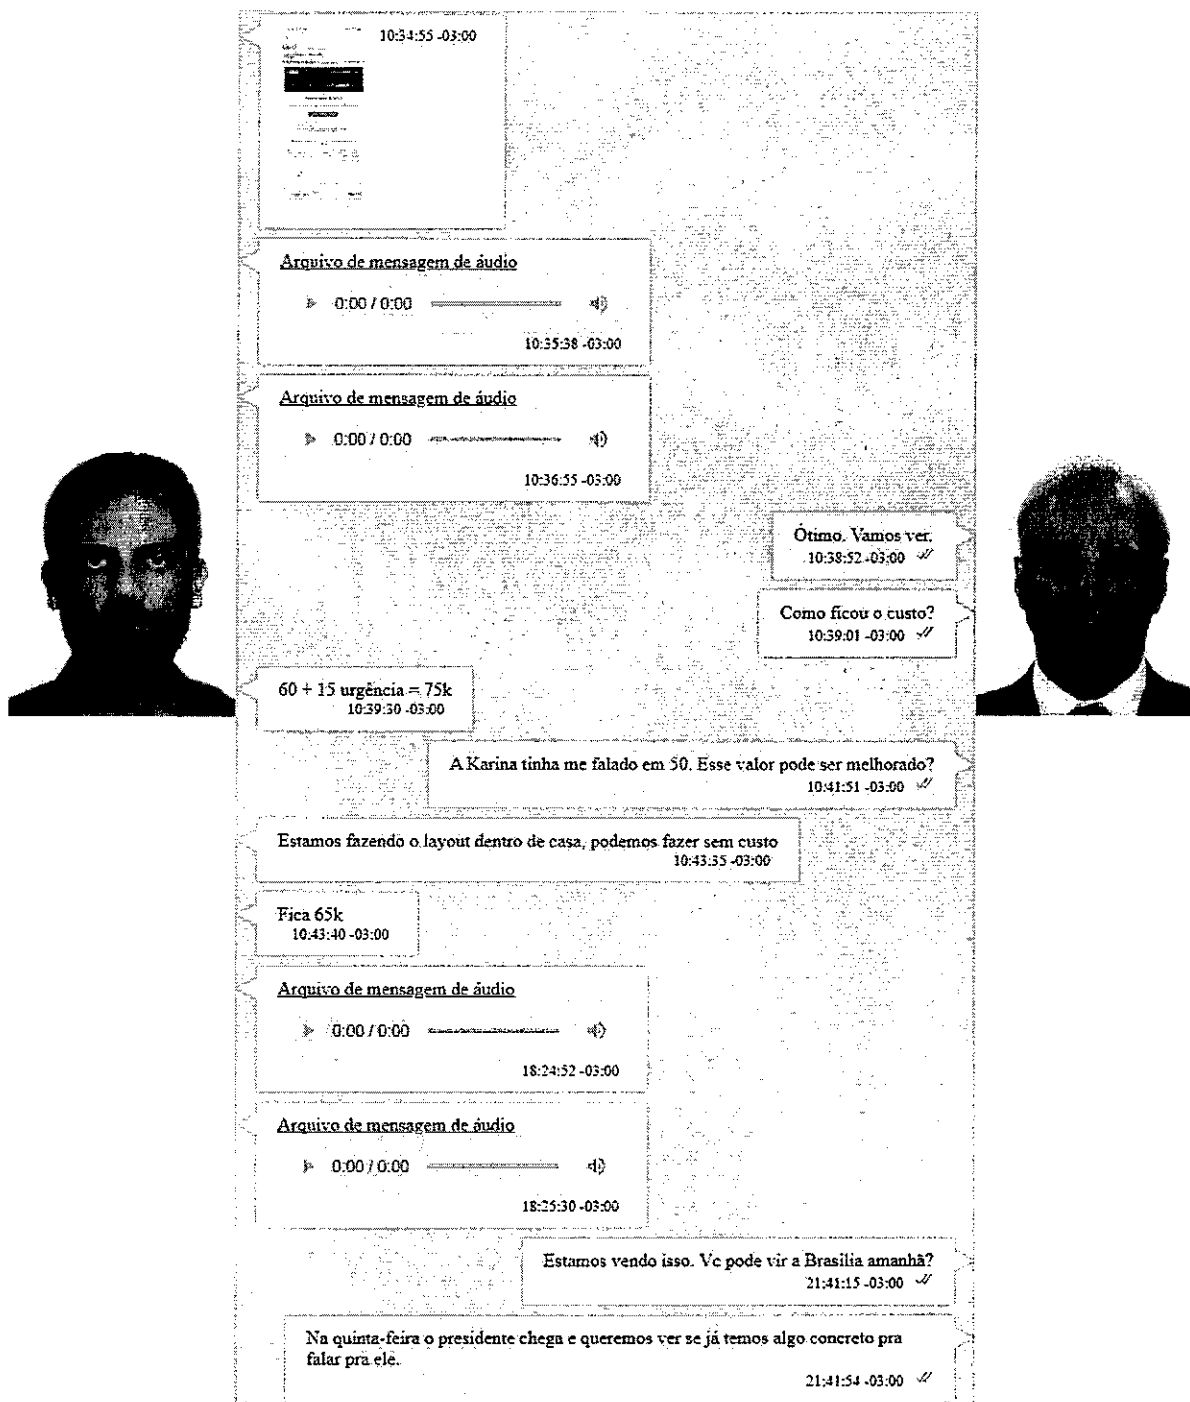 10:34:55 -03:00
Arquivo de mensagem de áudio
0:00 / 0:00
10:35:38 -03:00
Arquivo de mensagem de áudio
0:00 / 0:00
10:36:55 -03:00
Ótimo. Vamos ver.
10:38:52 -03:00
Como ficou o custo?
10:39:01 -03:00
60 + 15 urgência = 75k
10:39:30 -03:00
A Karina tinha me falado em 50. Esse valor pode ser melhorado?
10:41:51 -03:00
Estamos fazendo o layout dentro de casa, podemos fazer sem custo
10:43:35 -03:00
Fica 65k
10:43:40 -03:00
Arquivo de mensagem de áudio
0:00 / 0:00
18:24:52 -03:00
Arquivo de mensagem de áudio
0:00 / 0:00
18:25:30 -03:00
Estamos vendo isso. Vc pode vir a Brasília amanhã?
21:41:15 -03:00
Na quinta-feira o presidente chega e queremos ver se já temos algo concreto pra
falar pra ele.
21:41:54 -03:00